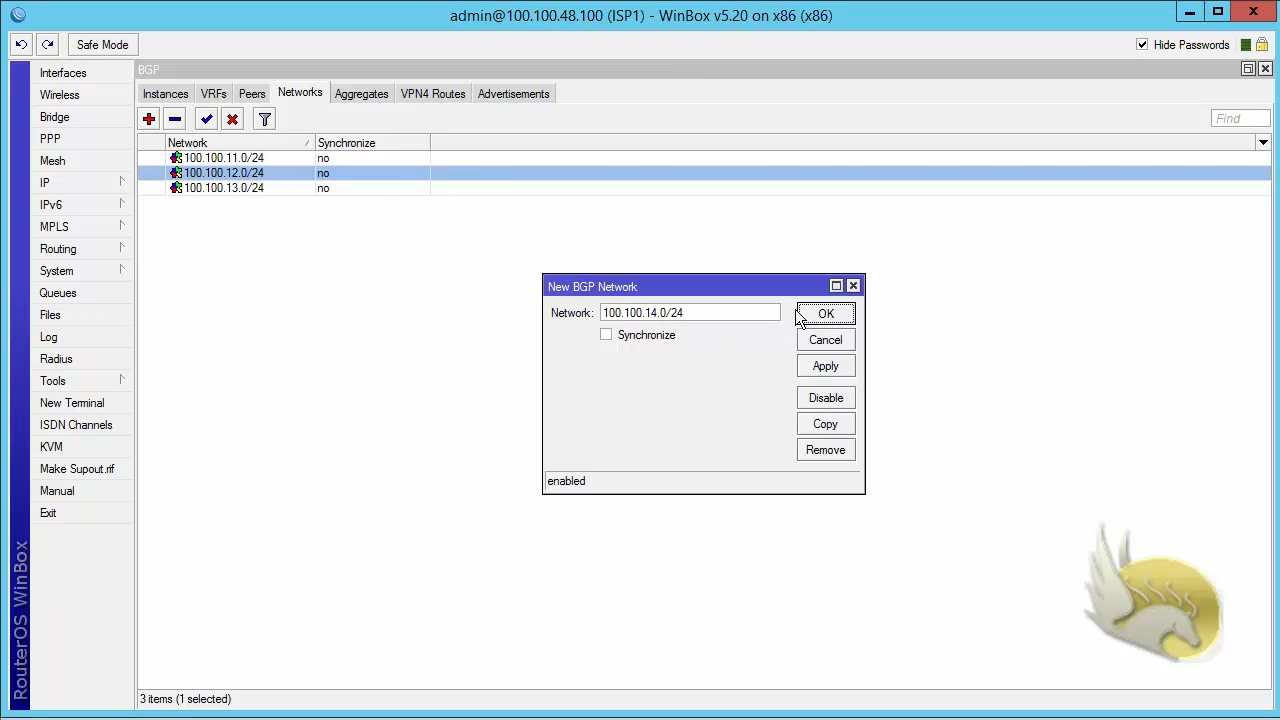 admin@100.100.48.100 (ISP1) - WinBox v5.20 on x86 (x86)
Safe Mode
Hide Passwords
Interfaces
Wireless
Bridge
PPP
Mesh
IP
IPv6
MPLS
Routing
System
Queues
Files
Log
Radius
Tools
New Terminal
ISDN Channels
KVM
Make Supout.rif
Manual
Exit
RouterOS WinBox
BGP
Instances VRFs Peers Networks Aggregates VPN4 Routes Advertisements
Find
Network Synchronize
100.100.11.0/24 no
100.100.12.0/24 no
100.100.13.0/24 no
New BGP Network
Network: 100.100.14.0/24
Synchronize
OK
Cancel
Apply
Disable
Copy
Remove
enabled
3 items (1 selected)